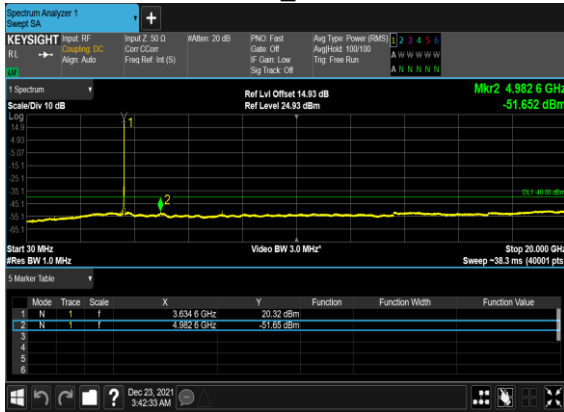 Spectrum Analyzer 1
Swept SA
+
KEYSIGHT Input: RF Input Z: 50 Ω #Atten: 20 dB PNO: Fast Avg Type: Power (RMS) 1 2 3 4 5 6
RL Coupling: DC Corr CCorr Gate: Off Avg|Hold: 100/100 A W W W W W
Align: Auto Freq Ref: Int (S) IF Gain: Low Trig: Free Run
LXI Sig Track: Off A N N N N N
1 Spectrum Mkr2 4.982 6 GHz
Ref Lvl Offset 14.93 dB
Scale/Div 10 dB Ref Level 24.93 dBm -51.652 dBm
Log
14.9
4.93
-5.07
-15.1
-25.1
-35.1
-45.1
-55.1
-65.1
1
2
DL1 -40.00 dBm
Start 30 MHz Video BW 3.0 MHz* Stop 20.000 GHz
#Res BW 1.0 MHz Sweep ~38.3 ms (40001 pts)
5 Marker Table
Mode Trace Scale X Y Function Function Width Function Value
1 N 1 f 3.634 6 GHz 20.32 dBm
2 N 1 f 4.982 6 GHz -51.65 dBm
3
4
5
6
? Dec 23, 2021
3:42:33 AM